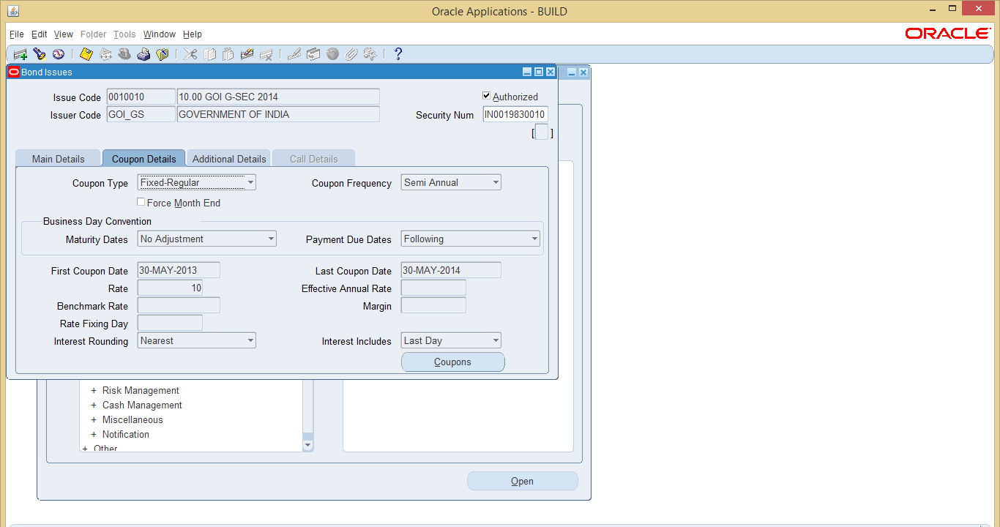 Oracle Applications - BUILD
File Edit View Folder Tools Window Help
ORACLE
?
Bond Issues
Issue Code 0010010 10.00 GOI G-SEC 2014 Authorized
Issuer Code GOI_GS GOVERNMENT OF INDIA Security Num IN0019830010
[ ]
Main Details Coupon Details Additional Details Call Details
Coupon Type Fixed-Regular Coupon Frequency Semi Annual
Force Month End
Business Day Convention
Maturity Dates No Adjustment Payment Due Dates Following
First Coupon Date 30-MAY-2013 Last Coupon Date 30-MAY-2014
Rate 10 Effective Annual Rate
Benchmark Rate Margin
Rate Fixing Day
Interest Rounding Nearest Interest Includes Last Day
Coupons
+ Risk Management
+ Cash Management
+ Miscellaneous
+ Notification
+ Other
Open